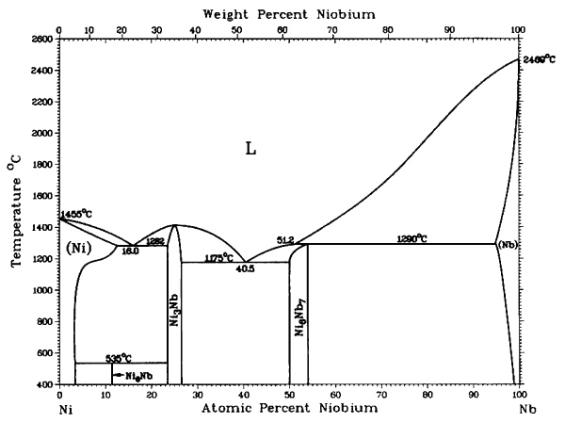 Weight Percent Niobium
0 10 20 30 40 50 60 70 80 90 100
2600
2400
2200
2000
1800
1600
1400
1200
1000
800
600
400
Temperature °C
2469°C
L
1455°C
(Ni)
16.0
1282
51.2
1290°C
(Nb)
1175°C
40.5
Ni3Nb
Ni6Nb7
535°C
Ni8Nb
0 10 20 30 40 50 60 70 80 90 100
Ni Atomic Percent Niobium Nb